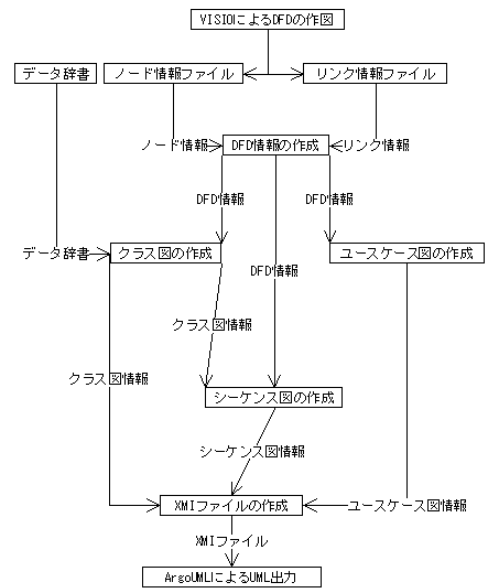 VISIOによるDFDの作図
データ辞書
ノード情報ファイル
リンク情報ファイル
ノード情報
DFD情報の作成
リンク情報
DFD情報
DFD情報
データ辞書
クラス図の作成
DFD情報
ユースケース図の作成
クラス図情報
クラス図情報
シーケンス図の作成
シーケンス図情報
XMIファイルの作成
ユースケース図情報
XMIファイル
ArgoUMLによるUML出力